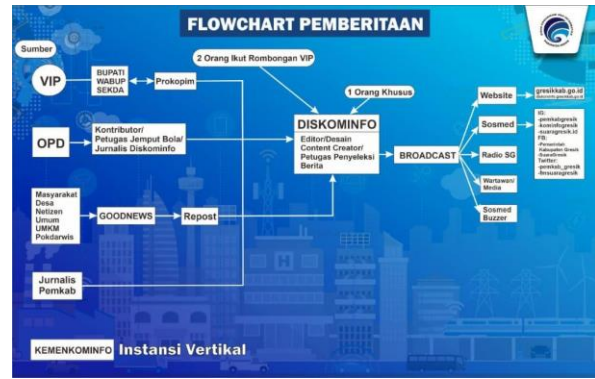 FLOWCHART PEMBERITAAN
Sumber
VIP
BUPATI
WABUP
SEKDA
Prokopim
2 Orang Ikut Rombongan VIP
1 Orang Khusus
OPD
Kontributor/
Petugas Jemput Bola/
Jurnalis Diskominfo
DISKOMINFO
Editor/Desain
Content Creator/
Petugas Penyeleksi
Berita
BROADCAST
Website
gresikkab.go.id
Sosmed
IG:
-pemkabgresik
-kominfogresik
-suaragresik.id
FB:
-Pemerintah
Kabupaten Gresik
-SuaraGresik
Twitter:
-pemkab_gresik
-fmsuaragresik
Radio SG
Wartawan/
Media
Sosmed
Buzzer
Masyarakat
Desa
Netizen
Umum
UMKM
Pokdarwis
GOODNEWS
Repost
Jurnalis
Pemkab
KEMENKOMINFO
Instansi Vertikal